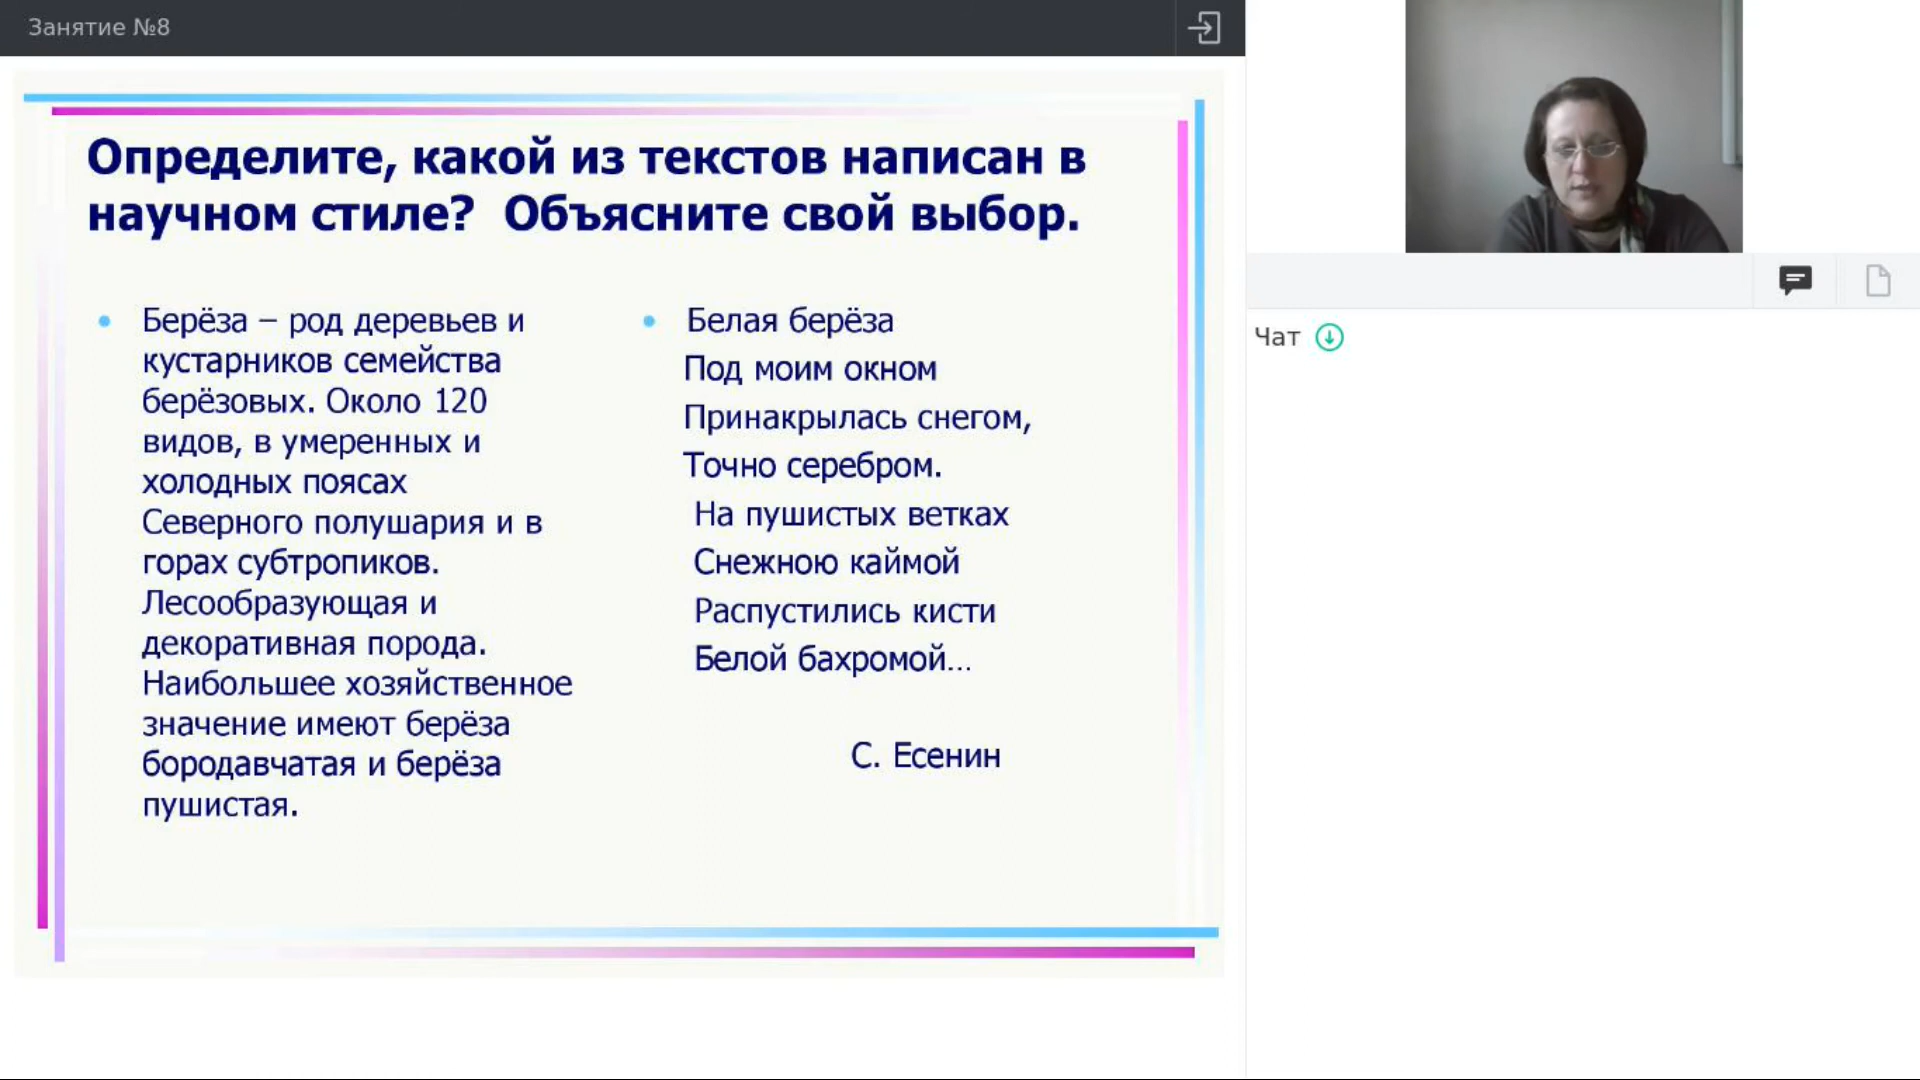 Занятие №8
Определите, какой из текстов написан в
научном стиле?  Объясните свой выбор.
Берёза – род деревьев и
кустарников семейства
берёзовых. Около 120
видов, в умеренных и
холодных поясах
Северного полушария и в
горах субтропиков.
Лесообразующая и
декоративная порода.
Наибольшее хозяйственное
значение имеют берёза
бородавчатая и берёза
пушистая.
Белая берёза
Под моим окном
Принакрылась снегом,
Точно серебром.
На пушистых ветках
Снежною каймой
Распустились кисти
Белой бахромой…
С. Есенин
Чат